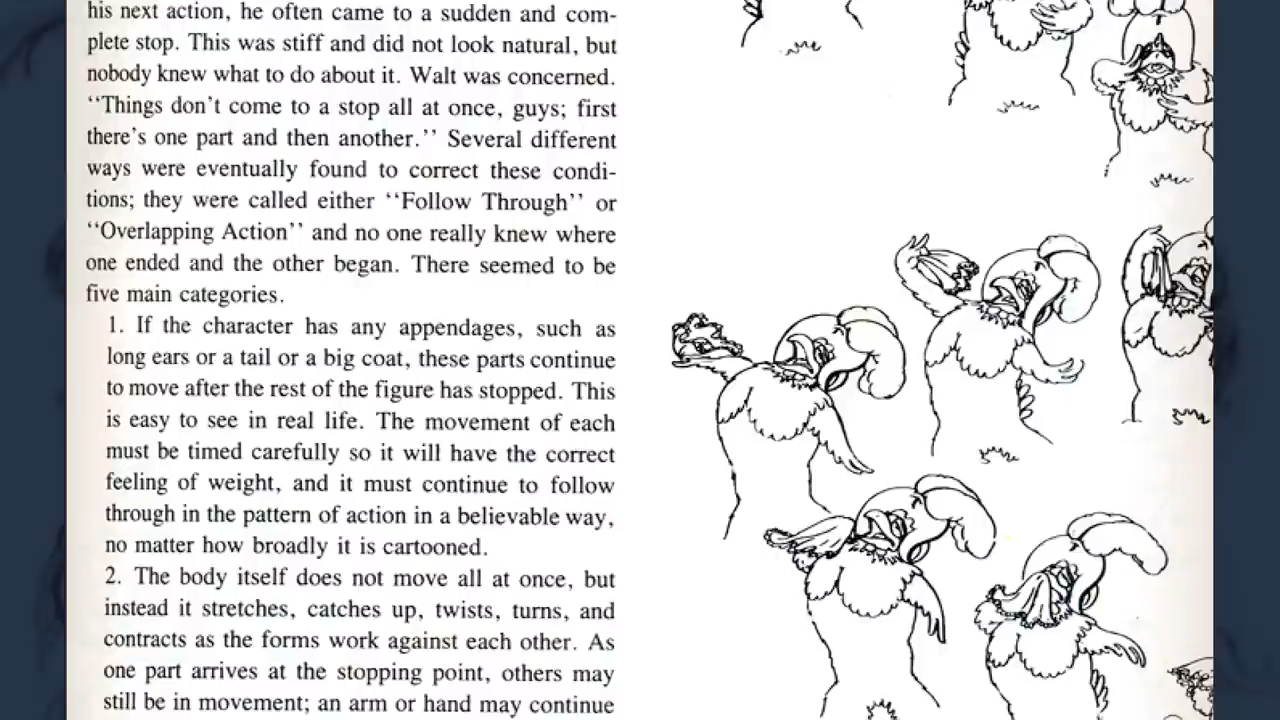 his next action, he often came to a sudden and com-
plete stop. This was stiff and did not look natural, but
nobody knew what to do about it. Walt was concerned.
‘‘Things don’t come to a stop all at once, guys; first
there’s one part and then another.’’ Several different
ways were eventually found to correct these condi-
tions; they were called either ‘‘Follow Through’’ or
‘‘Overlapping Action’’ and no one really knew where
one ended and the other began. There seemed to be
five main categories.
1. If the character has any appendages, such as
long ears or a tail or a big coat, these parts continue
to move after the rest of the figure has stopped. This
is easy to see in real life. The movement of each
must be timed carefully so it will have the correct
feeling of weight, and it must continue to follow
through in the pattern of action in a believable way,
no matter how broadly it is cartooned.
2. The body itself does not move all at once, but
instead it stretches, catches up, twists, turns, and
contracts as the forms work against each other. As
one part arrives at the stopping point, others may
still be in movement; an arm or hand may continue